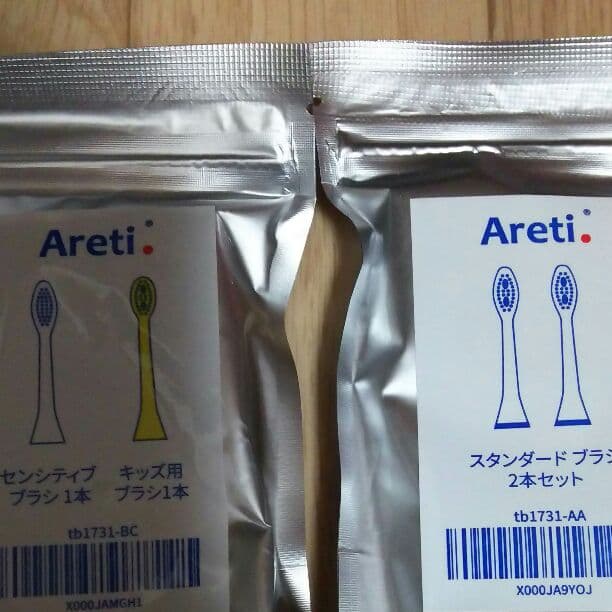 Areti®
センシティブ
ブラシ 1本
キッズ用
ブラシ1本
tb1731-BC
X000JAMGH1
Areti®
スタンダード ブラシ
2本セット
tb1731-AA
X000JA9YOJ